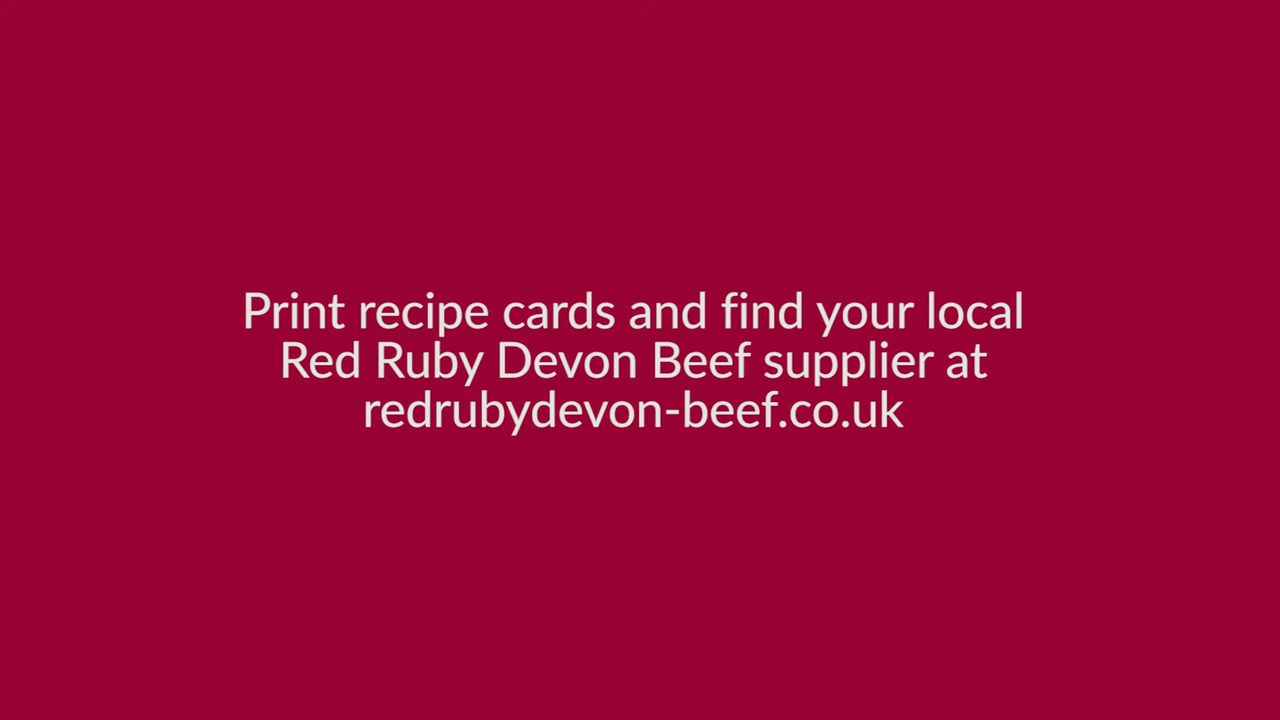 Print recipe cards and find your local
Red Ruby Devon Beef supplier at
redrubydevon-beef.co.uk